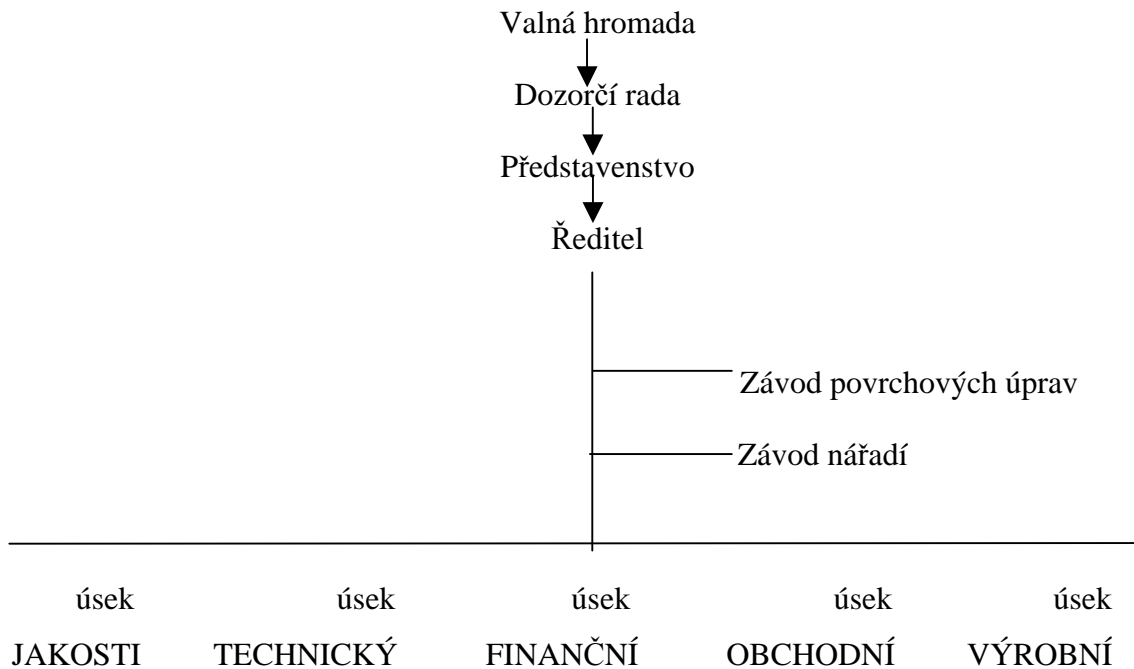 Valná hromada
Dozorčí rada
Představenstvo
Ředitel
Závod povrchových úprav
Závod nářadí
úsek úsek úsek úsek úsek
JAKOSTI TECHNICKÝ FINANČNÍ OBCHODNÍ VÝROBNÍ